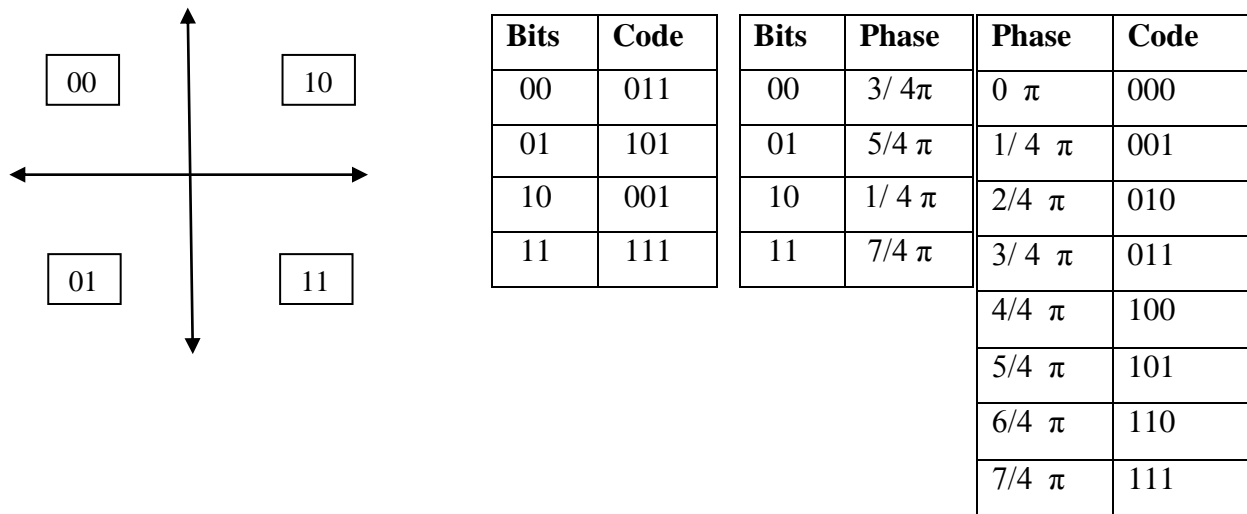 00 10
01 11
Bits Code
00 011
01 101
10 001
11 111
Bits Phase
00 3/ 4π
01 5/4 π
10 1/ 4 π
11 7/4 π
Phase Code
0 π 000
1/ 4 π 001
2/4 π 010
3/ 4 π 011
4/4 π 100
5/4 π 101
6/4 π 110
7/4 π 111